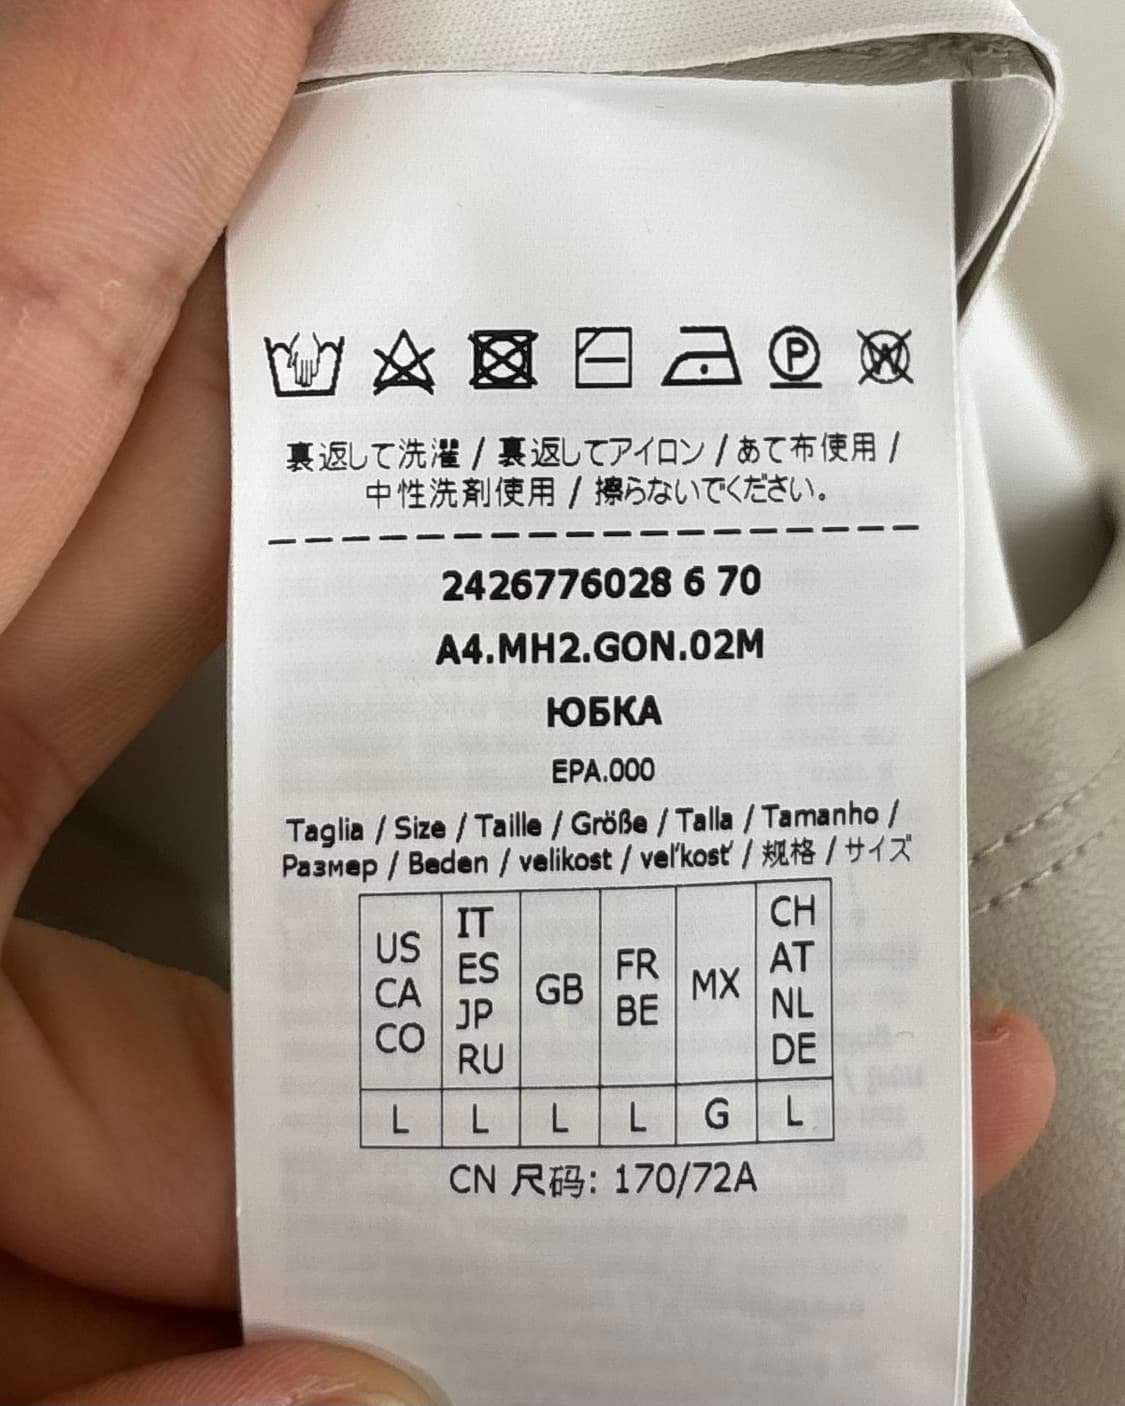 裏返して洗濯 / 裏返してアイロン / あて布使用 /
中性洗剤使用 / 擦らないでください。
2426776028 6 70
A4.MH2.GON.02M
ЮБКА
EPA.000
Taglia / Size / Taille / Größe / Talla / Tamanho /
Размер / Beden / velikost / veľkosť / 规格 / サイズ
US CA CO IT ES JP RU GB FR BE MX CH AT NL DE
L L L L G L
CN 尺码: 170/72A